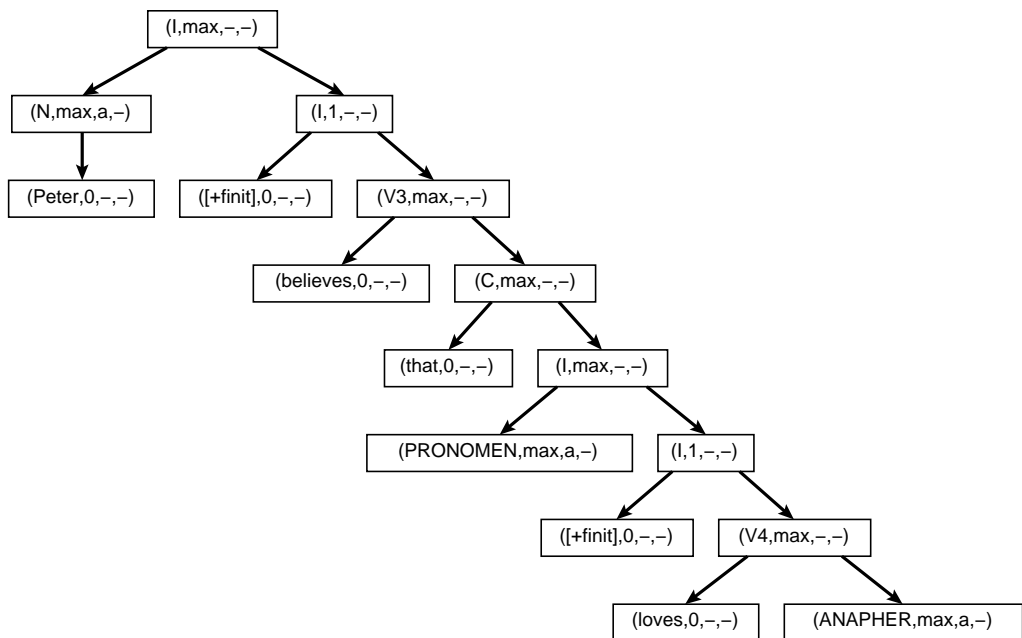 (I,max,–,–)
(N,max,a,–)
(I,1,–,–)
(Peter,0,–,–)
([+finit],0,–,–)
(V3,max,–,–)
(believes,0,–,–)
(C,max,–,–)
(that,0,–,–)
(I,max,–,–)
(PRONOMEN,max,a,–)
(I,1,–,–)
([+finit],0,–,–)
(V4,max,–,–)
(loves,0,–,–)
(ANAPHER,max,a,–)